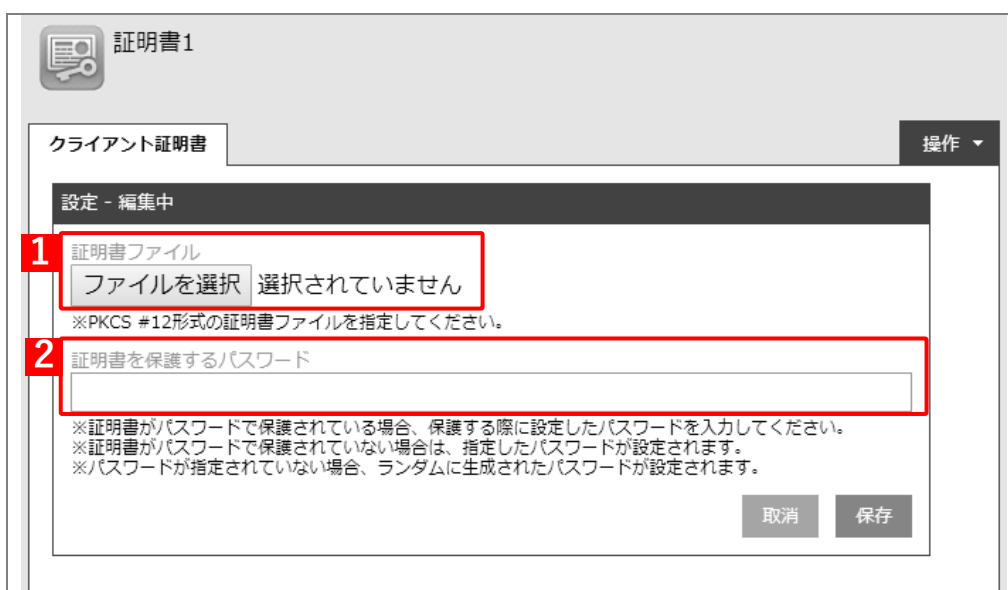 証明書1
クライアント証明書
操作 ▼
設定 - 編集中
1
証明書ファイル
ファイルを選択 選択されていません
※PKCS #12形式の証明書ファイルを指定してください。
2
証明書を保護するパスワード
※証明書がパスワードで保護されている場合、保護する際に設定したパスワードを入力してください。
※証明書がパスワードで保護されていない場合は、指定したパスワードが設定されます。
※パスワードが指定されていない場合、ランダムに生成されたパスワードが設定されます。
取消 保存